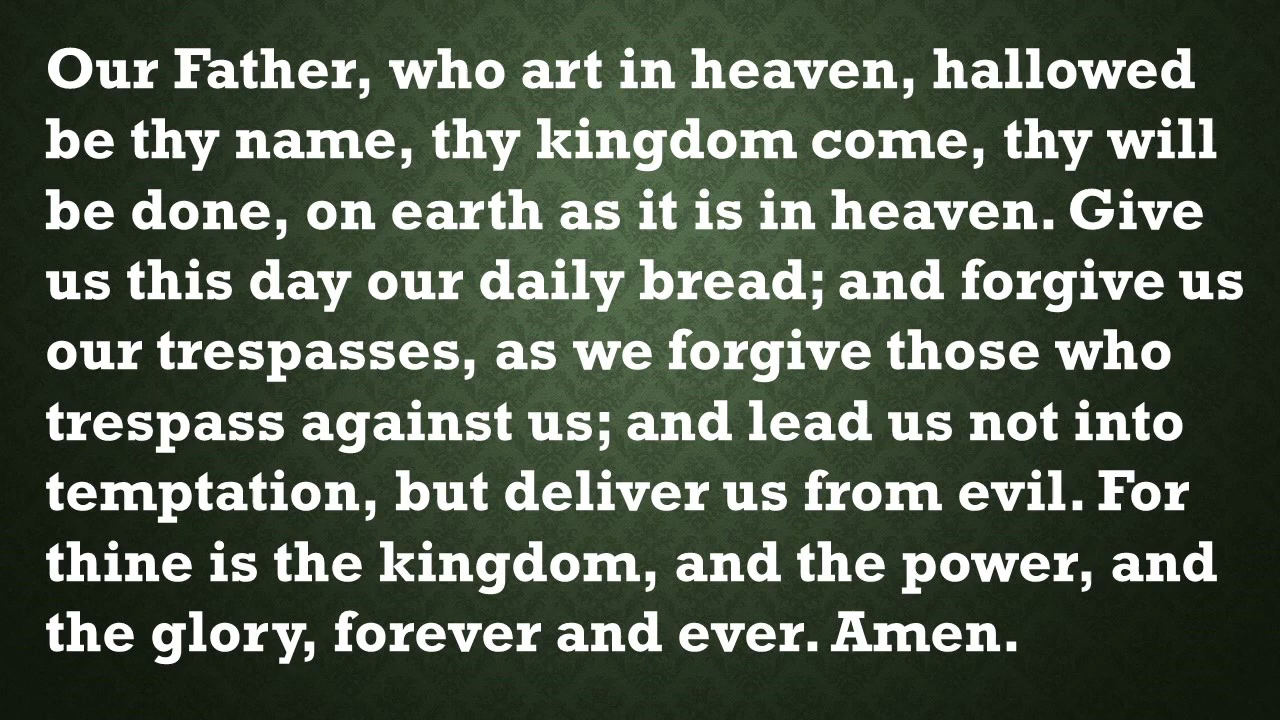 Our Father, who art in heaven, hallowed
be thy name, thy kingdom come, thy will
be done, on earth as it is in heaven. Give
us this day our daily bread; and forgive us
our trespasses, as we forgive those who
trespass against us; and lead us not into
temptation, but deliver us from evil. For
thine is the kingdom, and the power, and
the glory, forever and ever. Amen.